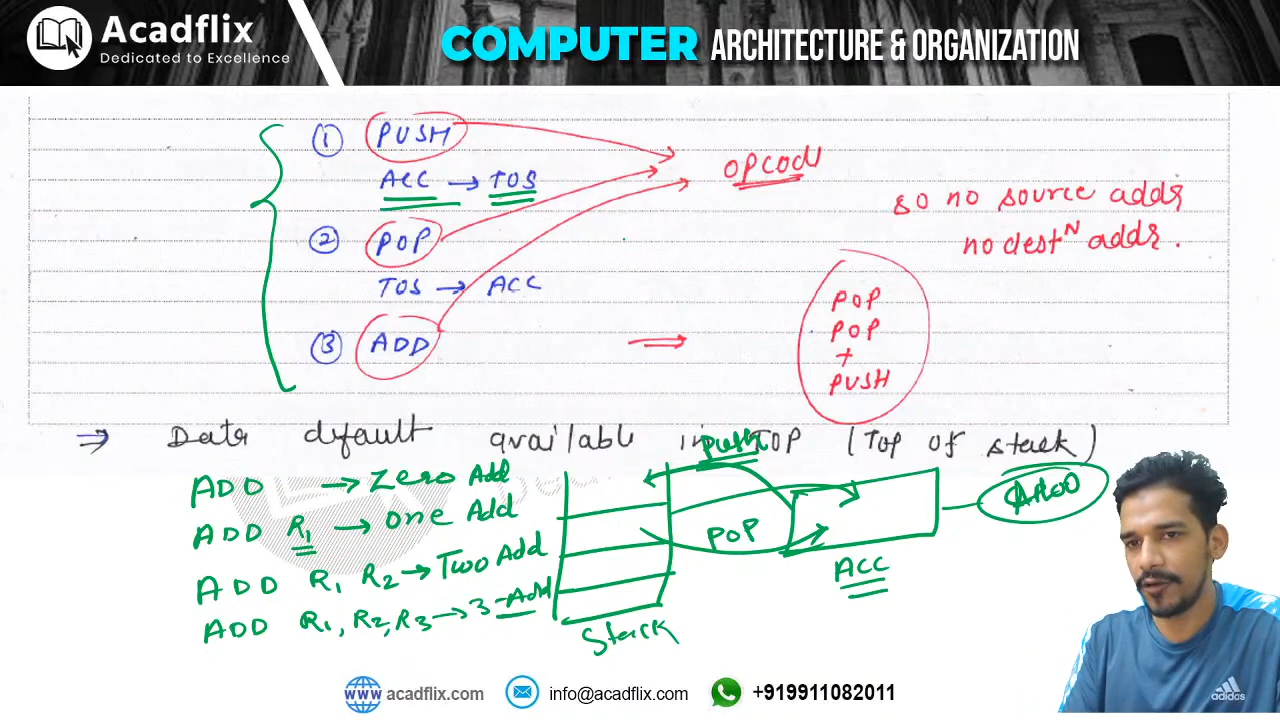 Acadflix
Dedicated to Excellence
COMPUTER ARCHITECTURE & ORGANIZATION
① PUSH
ACC → TOS
② POP
TOS → ACC
③ ADD
opcode
so no source addr
no destN addr.
⇒
POP
POP
+
PUSH
⇒ Data default available in TOP (Top of stack)
ADD → Zero Add
ADD R1 → One Add
ADD R1 R2 → Two Add
ADD R1, R2, R3 → 3-Add
Push
POP
Stack
ACC
adidas
www acadflix.com
info@acadflix.com
+919911082011